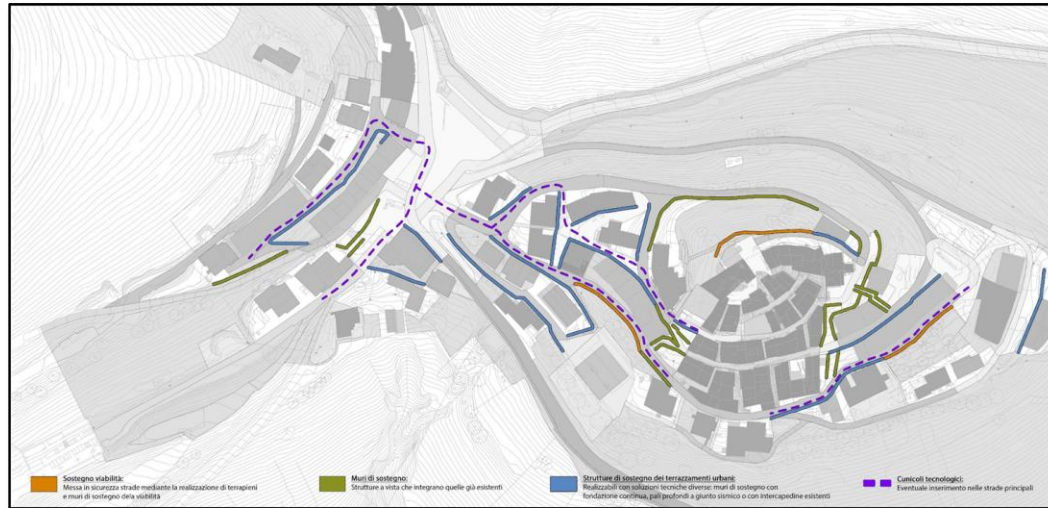 Sostegno viabilità:
Messa in sicurezza strade mediante la realizzazione di terrapieni
e muri di sostegno dela viabilità
Muri di sostegno:
Strutture a vista che integrano quelle già esistenti
Strutture di sostegno dei terrazzamenti urbani:
Realizzabili con soluzioni tecniche diverse: muri di sostegno con
fondazione continua, pali profondi a giunto sismico o con intercapedine esistenti
Cunicoli tecnologici:
Eventuale inserimento nelle strade principali